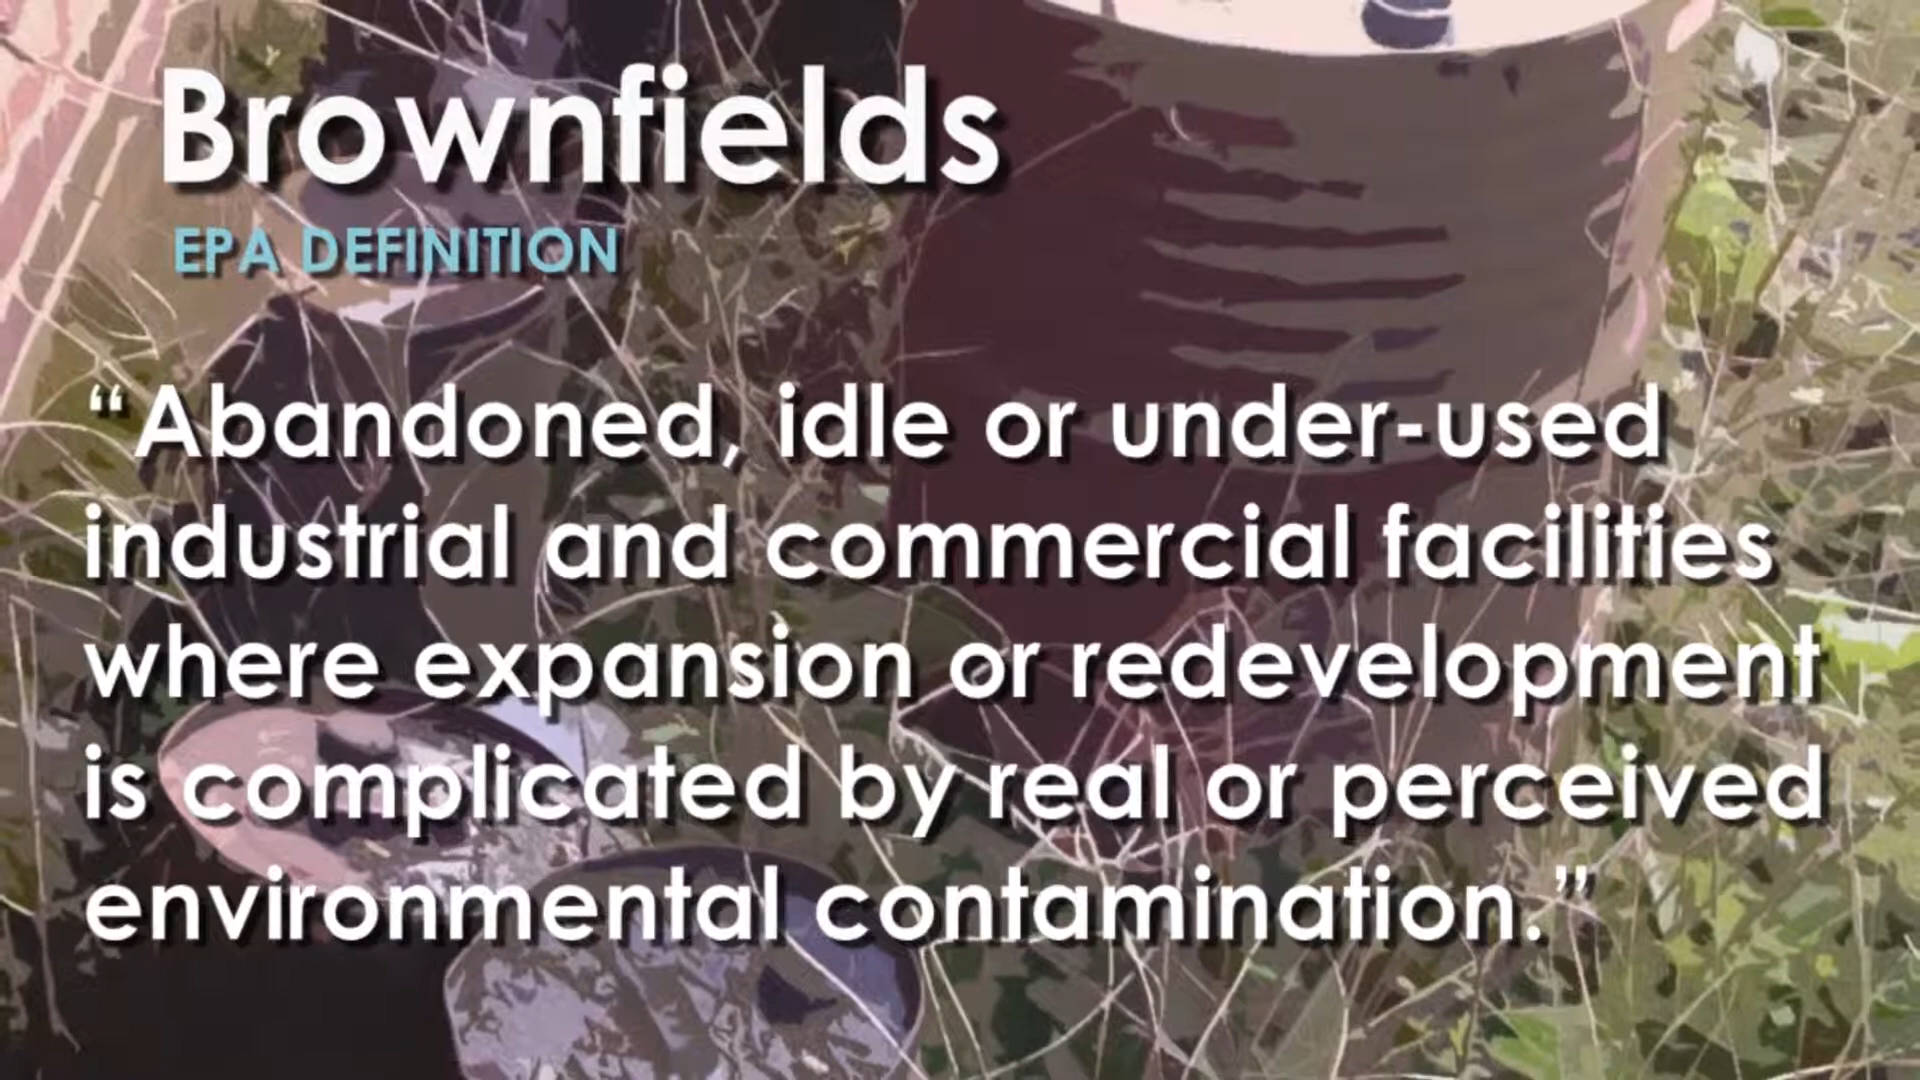 Brownfields
EPA DEFINITION
“Abandoned, idle or under-used
industrial and commercial facilities
where expansion or redevelopment
is complicated by real or perceived
environmental contamination.”